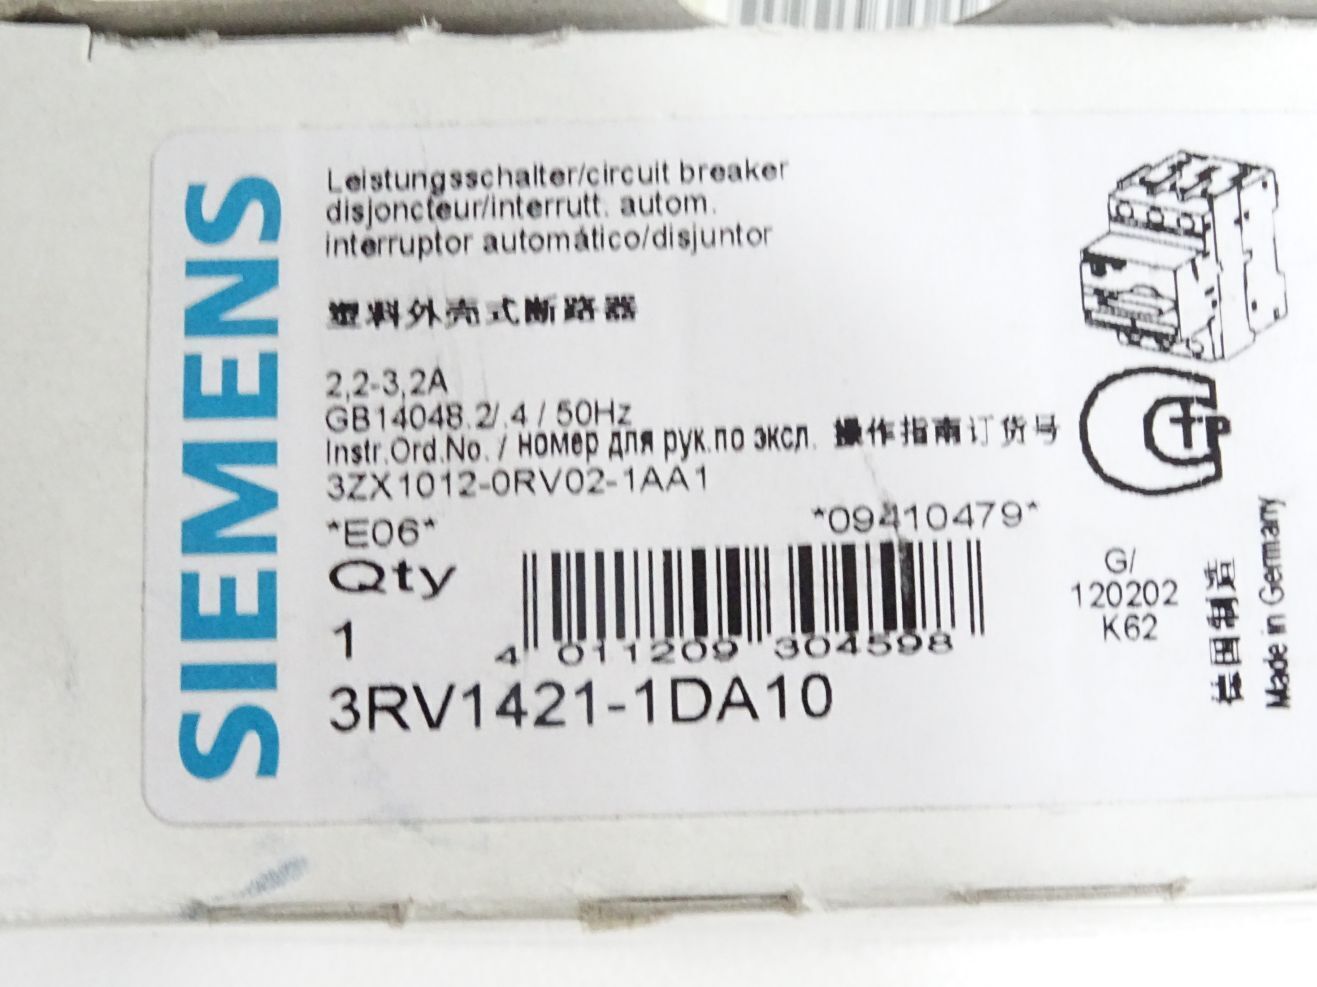 SIEMENS
Leistungsschalter/circuit breaker
disjoncteur/interrutt. autom.
interruptor automático/disjuntor
塑料外壳式断路器
2,2-3,2A
GB14048.2/.4 / 50Hz
Instr.Ord.No. / номер для рук.по эксл. 操作指南订货号
3ZX1012-0RV02-1AA1
*E06* *09410479*
Qty
1
4 011209 304598
3RV1421-1DA10
G/
120202
K62
德国制造
Made in Germany